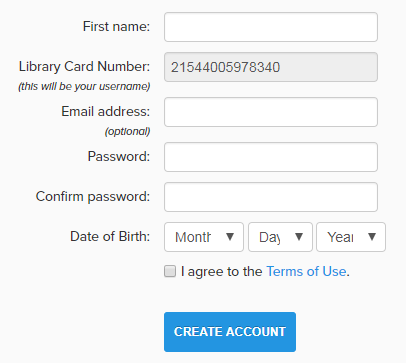 First name:
Library Card Number: 21544005978340
(this will be your username)
Email address:
(optional)
Password:
Confirm password:
Date of Birth: Month Day Year
I agree to the Terms of Use.
CREATE ACCOUNT